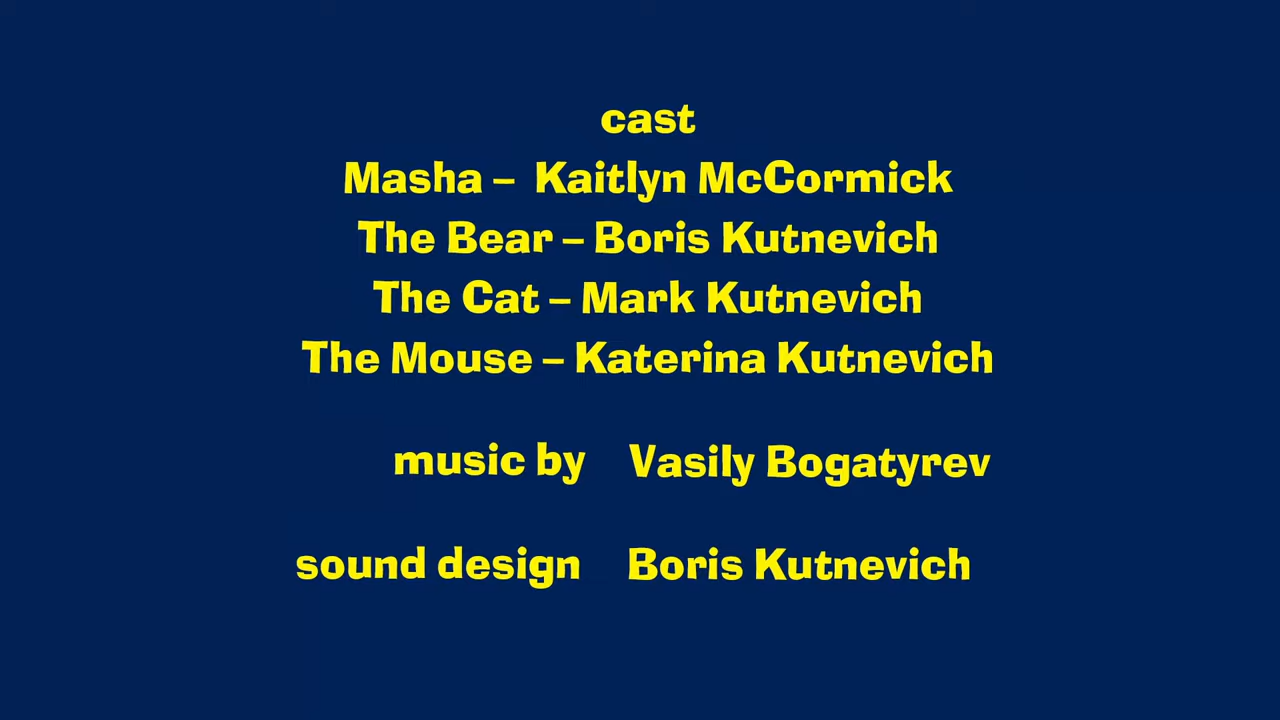 cast
Masha – Kaitlyn McCormick
The Bear – Boris Kutnevich
The Cat – Mark Kutnevich
The Mouse – Katerina Kutnevich
music by Vasily Bogatyrev
sound design Boris Kutnevich